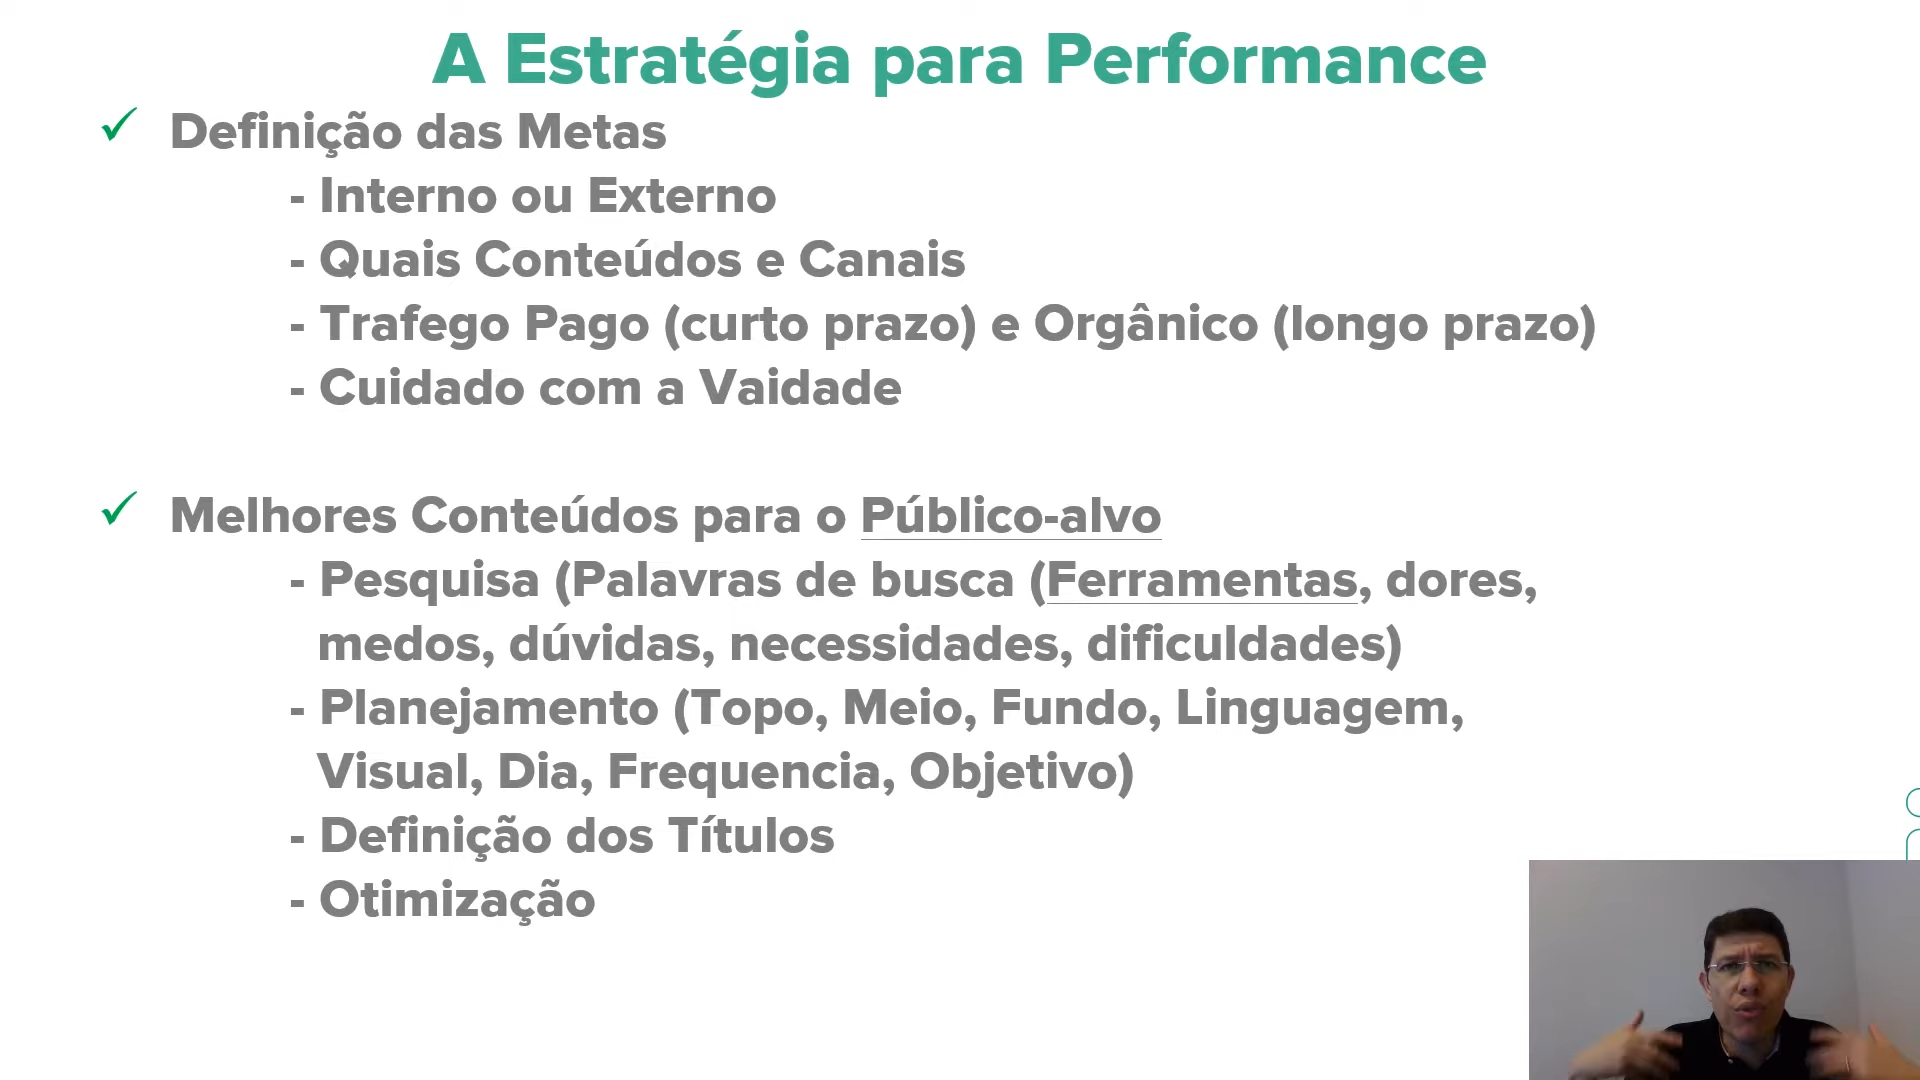 A Estratégia para Performance
✓ Definição das Metas
- Interno ou Externo
- Quais Conteúdos e Canais
- Trafego Pago (curto prazo) e Orgânico (longo prazo)
- Cuidado com a Vaidade
✓ Melhores Conteúdos para o Público-alvo
- Pesquisa (Palavras de busca (Ferramentas, dores,
medos, dúvidas, necessidades, dificuldades)
- Planejamento (Topo, Meio, Fundo, Linguagem,
Visual, Dia, Frequencia, Objetivo)
- Definição dos Títulos
- Otimização